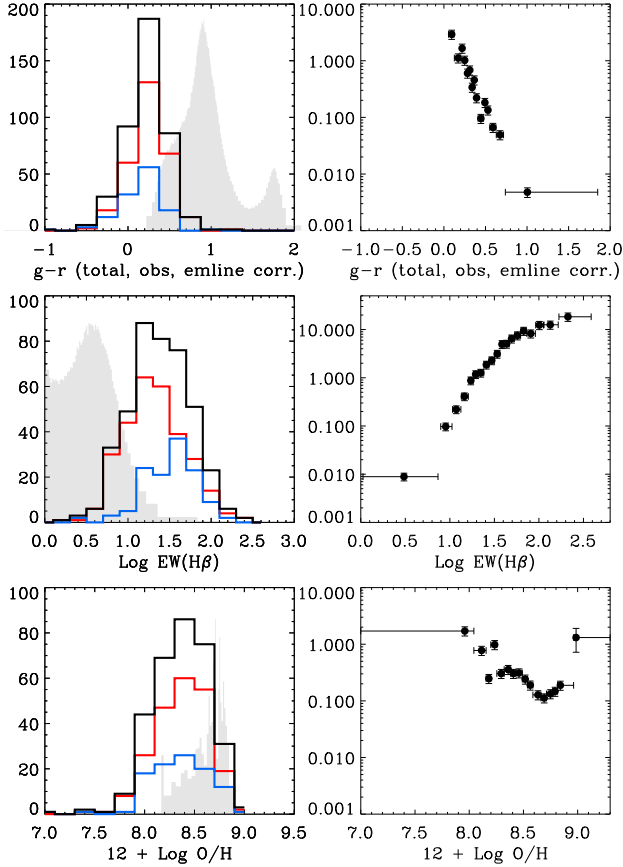 200
150
100
50
0
-1 0 1 2
g-r (total, obs, emline corr.)
10.000
1.000
0.100
0.010
0.001
-1.0-0.5 0.0 0.5 1.0 1.5 2.0
g-r (total, obs, emline corr.)
100
80
60
40
20
0
0.0 0.5 1.0 1.5 2.0 2.5 3.0
Log EW(Hβ)
10.000
1.000
0.100
0.010
0.001
0.0 0.5 1.0 1.5 2.0 2.5
Log EW(Hβ)
100
80
60
40
20
0
7.0 7.5 8.0 8.5 9.0 9.5
12 + Log O/H
10.000
1.000
0.100
0.010
0.001
7.0 7.5 8.0 8.5 9.0
12 + Log O/H